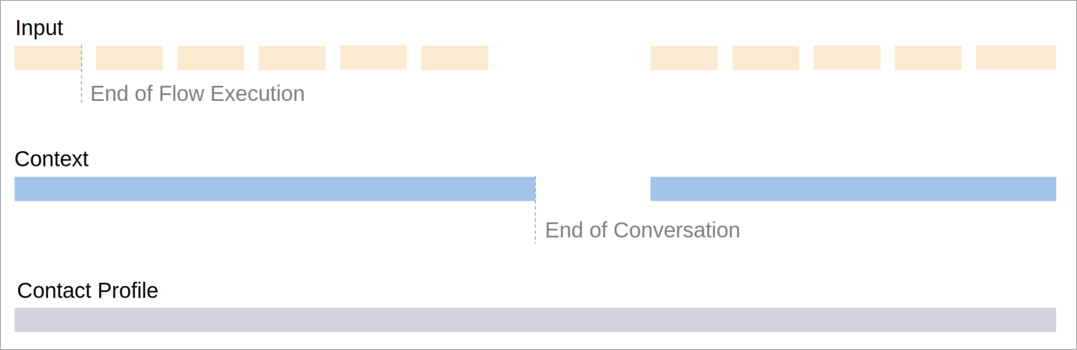 Input
End of Flow Execution
Context
End of Conversation
Contact Profile